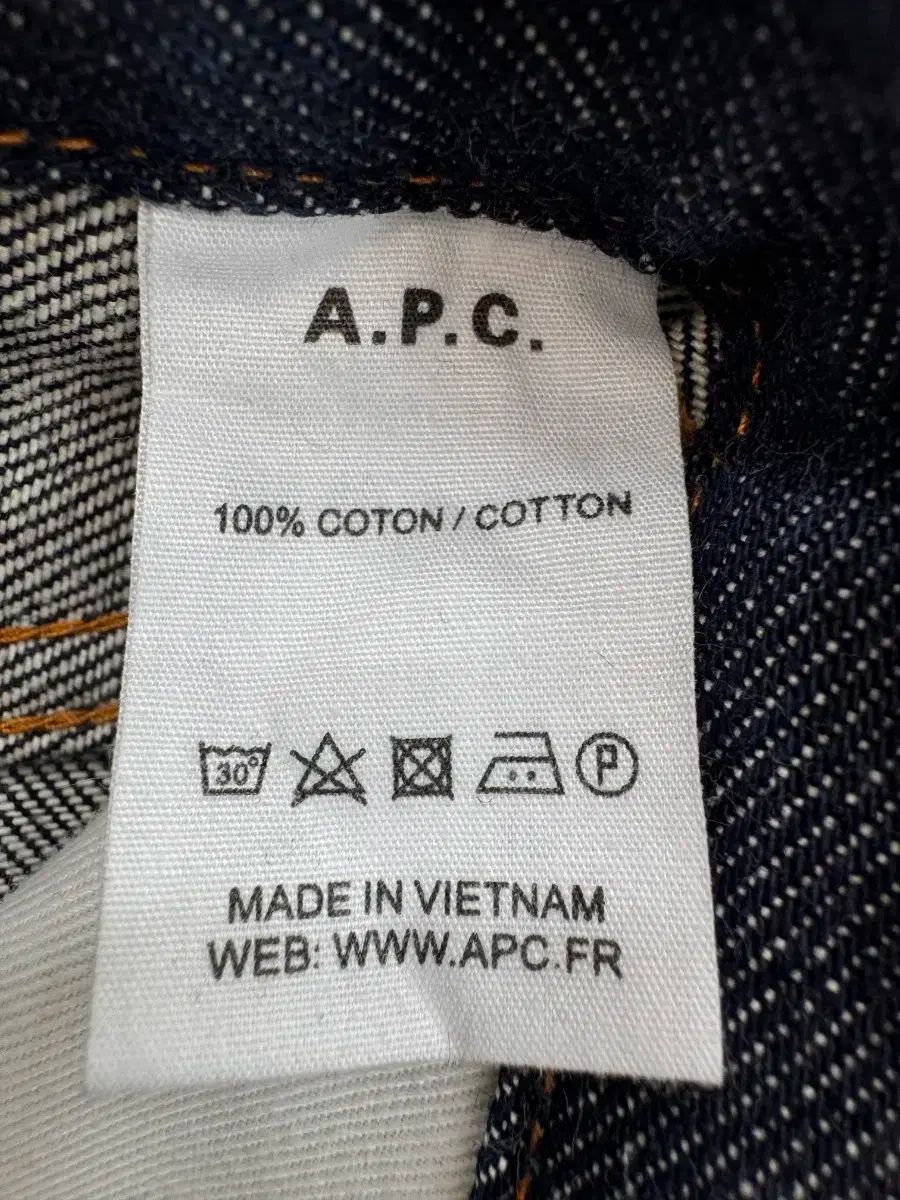 A.P.C.
100% COTON / COTTON
30° P
MADE IN VIETNAM
WEB: WWW.APC.FR